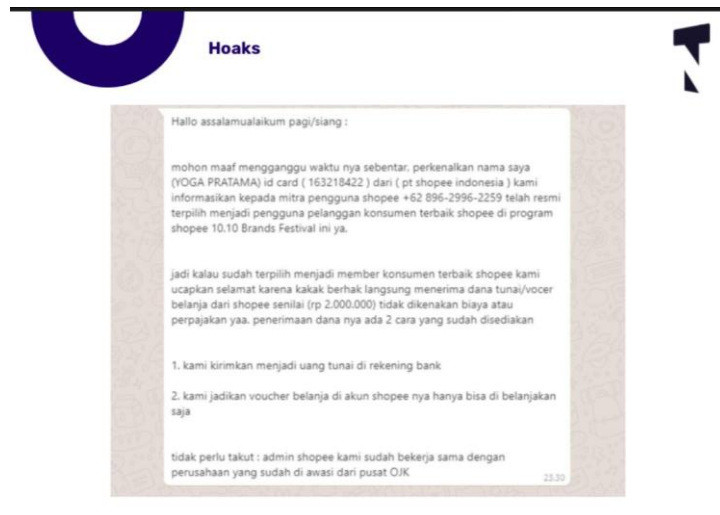 Hoaks
Hallo assalamualaikum pagi/siang :
mohon maaf mengganggu waktu nya sebentar. perkenalkan nama saya
(YOGA PRATAMA) id card ( 163218422 ) dari ( pt shopee indonesia ) kami
informasikan kepada mitra pengguna shopee +62 896-2996-2259 telah resmi
terpilih menjadi pengguna pelanggan konsumen terbaik shopee di program
shopee 10.10 Brands Festival ini ya.
jadi kalau sudah terpilih menjadi member konsumen terbaik shopee kami
ucapkan selamat karena kakak berhak langsung menerima dana tunai/vocer
belanja dari shopee senilai (rp 2.000.000) tidak dikenakan biaya atau
perpajakan yaa. penerimaan dana nya ada 2 cara yang sudah disediakan
1. kami kirimkan menjadi uang tunai di rekening bank
2. kami jadikan voucher belanja di akun shopee nya hanya bisa di belanjakan
saja
tidak perlu takut : admin shopee kami sudah bekerja sama dengan
perusahaan yang sudah di awasi dari pusat OJK
23.30